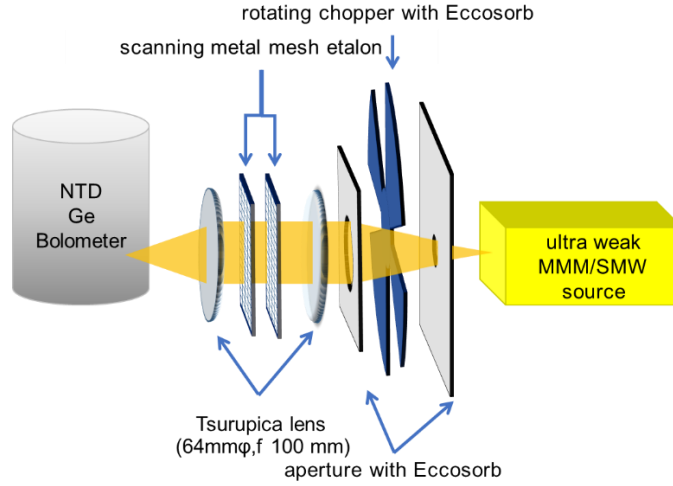 rotating chopper with Eccosorb
scanning metal mesh etalon
NTD
Ge
Bolometer
ultra weak
MMM/SMW
source
Tsurupica lens
(64mmφ,f 100 mm)
aperture with Eccosorb